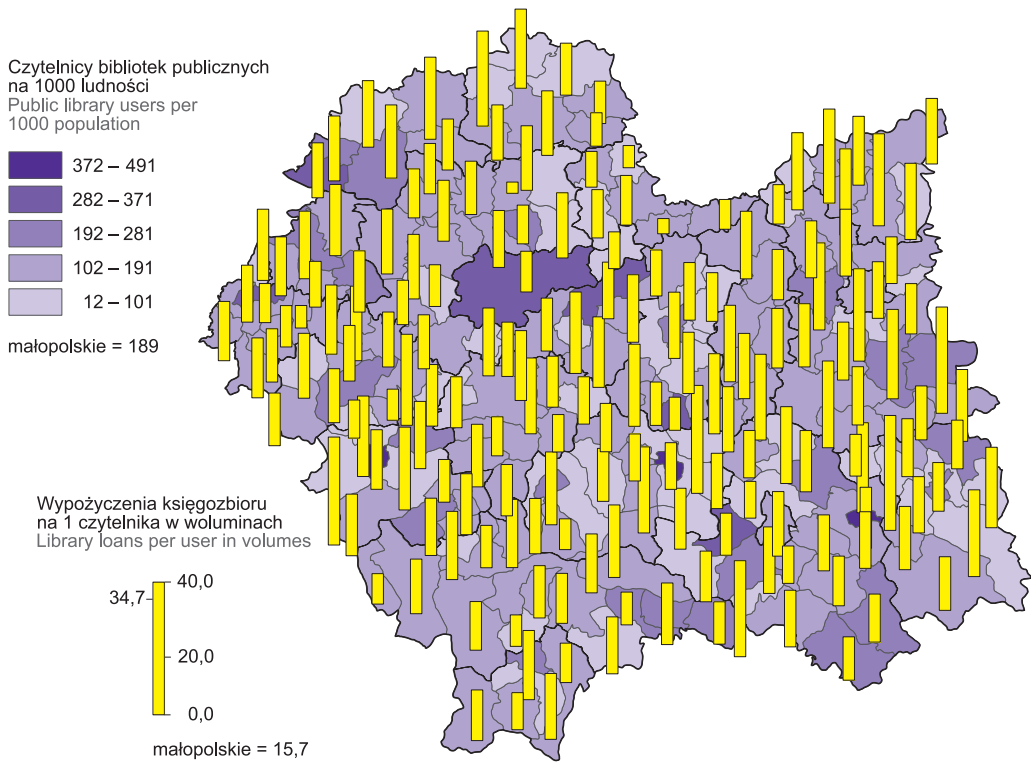 Czytelnicy bibliotek publicznych
na 1000 ludności
Public library users per
1000 population
372 – 491
282 – 371
192 – 281
102 – 191
12 – 101
małopolskie = 189
Wypożyczenia księgozbioru
na 1 czytelnika w woluminach
Library loans per user in volumes
40,0
34,7
20,0
0,0
małopolskie = 15,7